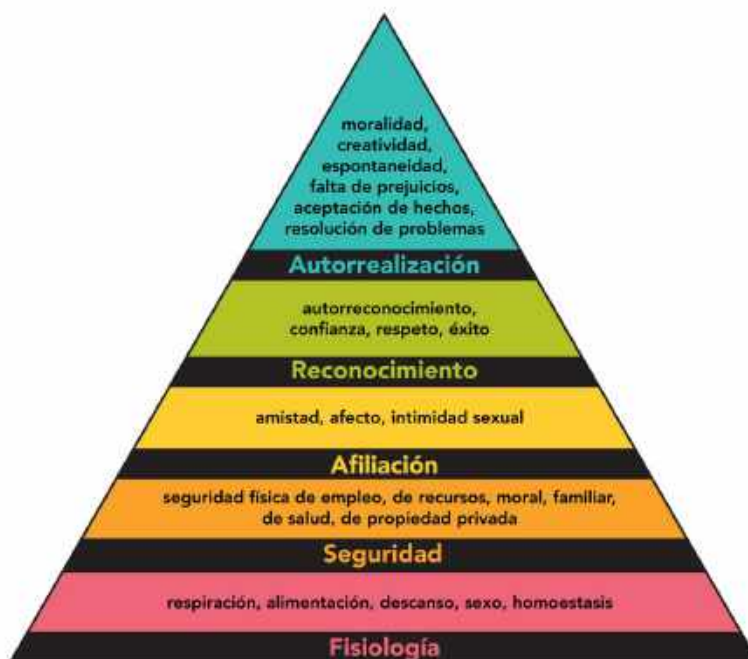 moralidad,
creatividad,
espontaneidad,
falta de prejuicios,
aceptación de hechos,
resolución de problemas
Autorrealización
autorreconocimiento,
confianza, respeto, éxito
Reconocimiento
amistad, afecto, intimidad sexual
Afiliación
seguridad física de empleo, de recursos, moral, familiar,
de salud, de propiedad privada
Seguridad
respiración, alimentación, descanso, sexo, homoestasis
Fisiología